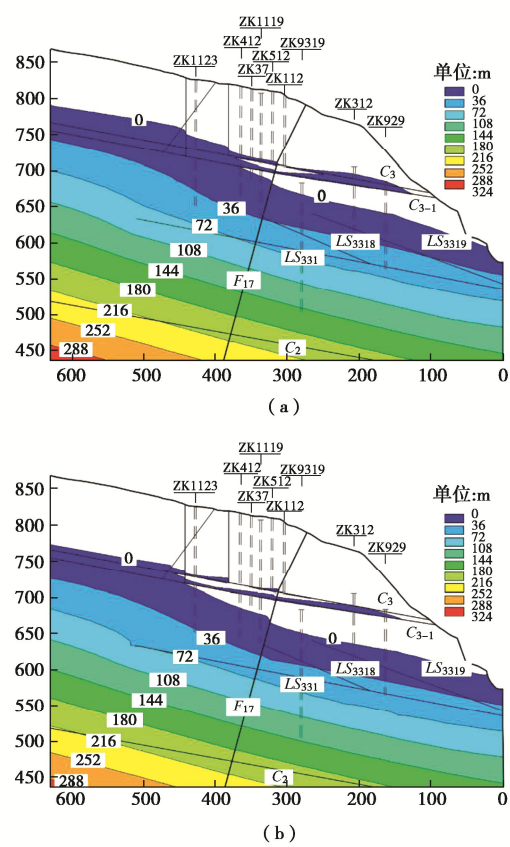 ZK1119
ZK412 ZK9319
ZK512
ZK1123 ZK37
ZK112
ZK312
ZK929
单位:m
0
36
72
108
144
180
216
252
288
324
850
800
750
700
650
600
550
500
450
0
0
36
72
108
144
180
216
252
288
F₁₇
C₃
C₃₋₁
LS₃₃₁
LS₃₃₁₈
LS₃₃₁₉
C₂
600 500 400 300 200 100 0
(a)
ZK1119
ZK412 ZK9319
ZK512
ZK1123 ZK37
ZK112
ZK312
ZK929
单位:m
0
36
72
108
144
180
216
252
288
324
850
800
750
700
650
600
550
500
450
0
0
36
72
108
144
180
216
252
288
F₁₇
C₃
C₃₋₁
LS₃₃₁
LS₃₃₁₈
LS₃₃₁₉
C₂
600 500 400 300 200 100 0
(b)